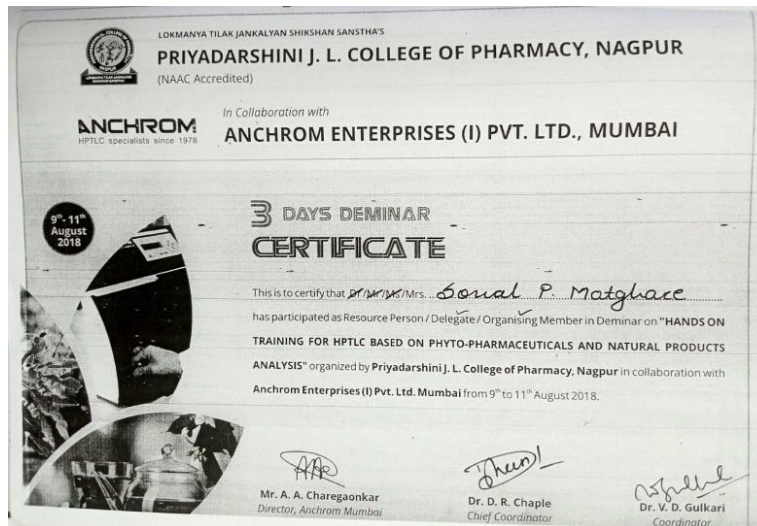 LOKMANYA TILAK JANKALYAN SHIKSHAN SANSTHA'S
PRIYADARSHINI J. L. COLLEGE OF PHARMACY, NAGPUR
(NAAC Accredited)
In Collaboration with
ANCHROM
HPTLC specialists since 1978
ANCHROM ENTERPRISES (I) PVT. LTD., MUMBAI
9th- 11th
August
2018
3 DAYS DEMINAR
CERTIFICATE
This is to certify that Dr/Mr/Ms/Mrs. Sonal P. Matghare
has participated as Resource Person / Delegate / Organising Member in Deminar on "HANDS ON
TRAINING FOR HPTLC BASED ON PHYTO-PHARMACEUTICALS AND NATURAL PRODUCTS
ANALYSIS" organized by Priyadarshini J. L. College of Pharmacy, Nagpur in collaboration with
Anchrom Enterprises (I) Pvt. Ltd. Mumbai from 9th to 11th August 2018.
Mr. A. A. Charegaonkar
Director, Anchrom Mumbai
Dr. D. R. Chaple
Chief Coordinator
Dr. V. D. Gulkari
Coordinator